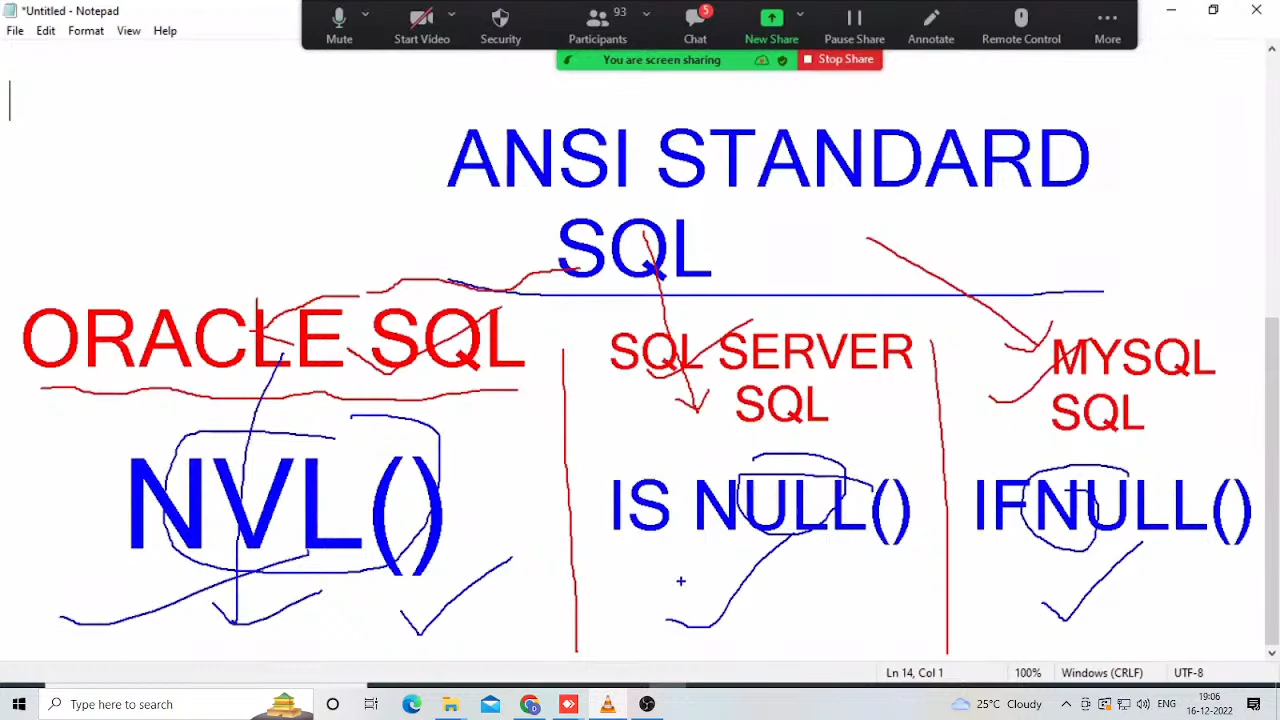 *Untitled - Notepad
File Edit Format View Help
93
5
Mute Start Video Security Participants Chat New Share Pause Share Annotate Remote Control More
You are screen sharing Stop Share
ANSI STANDARD
SQL
ORACLE SQL
SQL SERVER
SQL
MYSQL
SQL
NVL()
IS NULL()
IFNULL()
Ln 14, Col 1 100% Windows (CRLF) UTF-8
Type here to search
25°C Cloudy ENG
19:06
16-12-2022